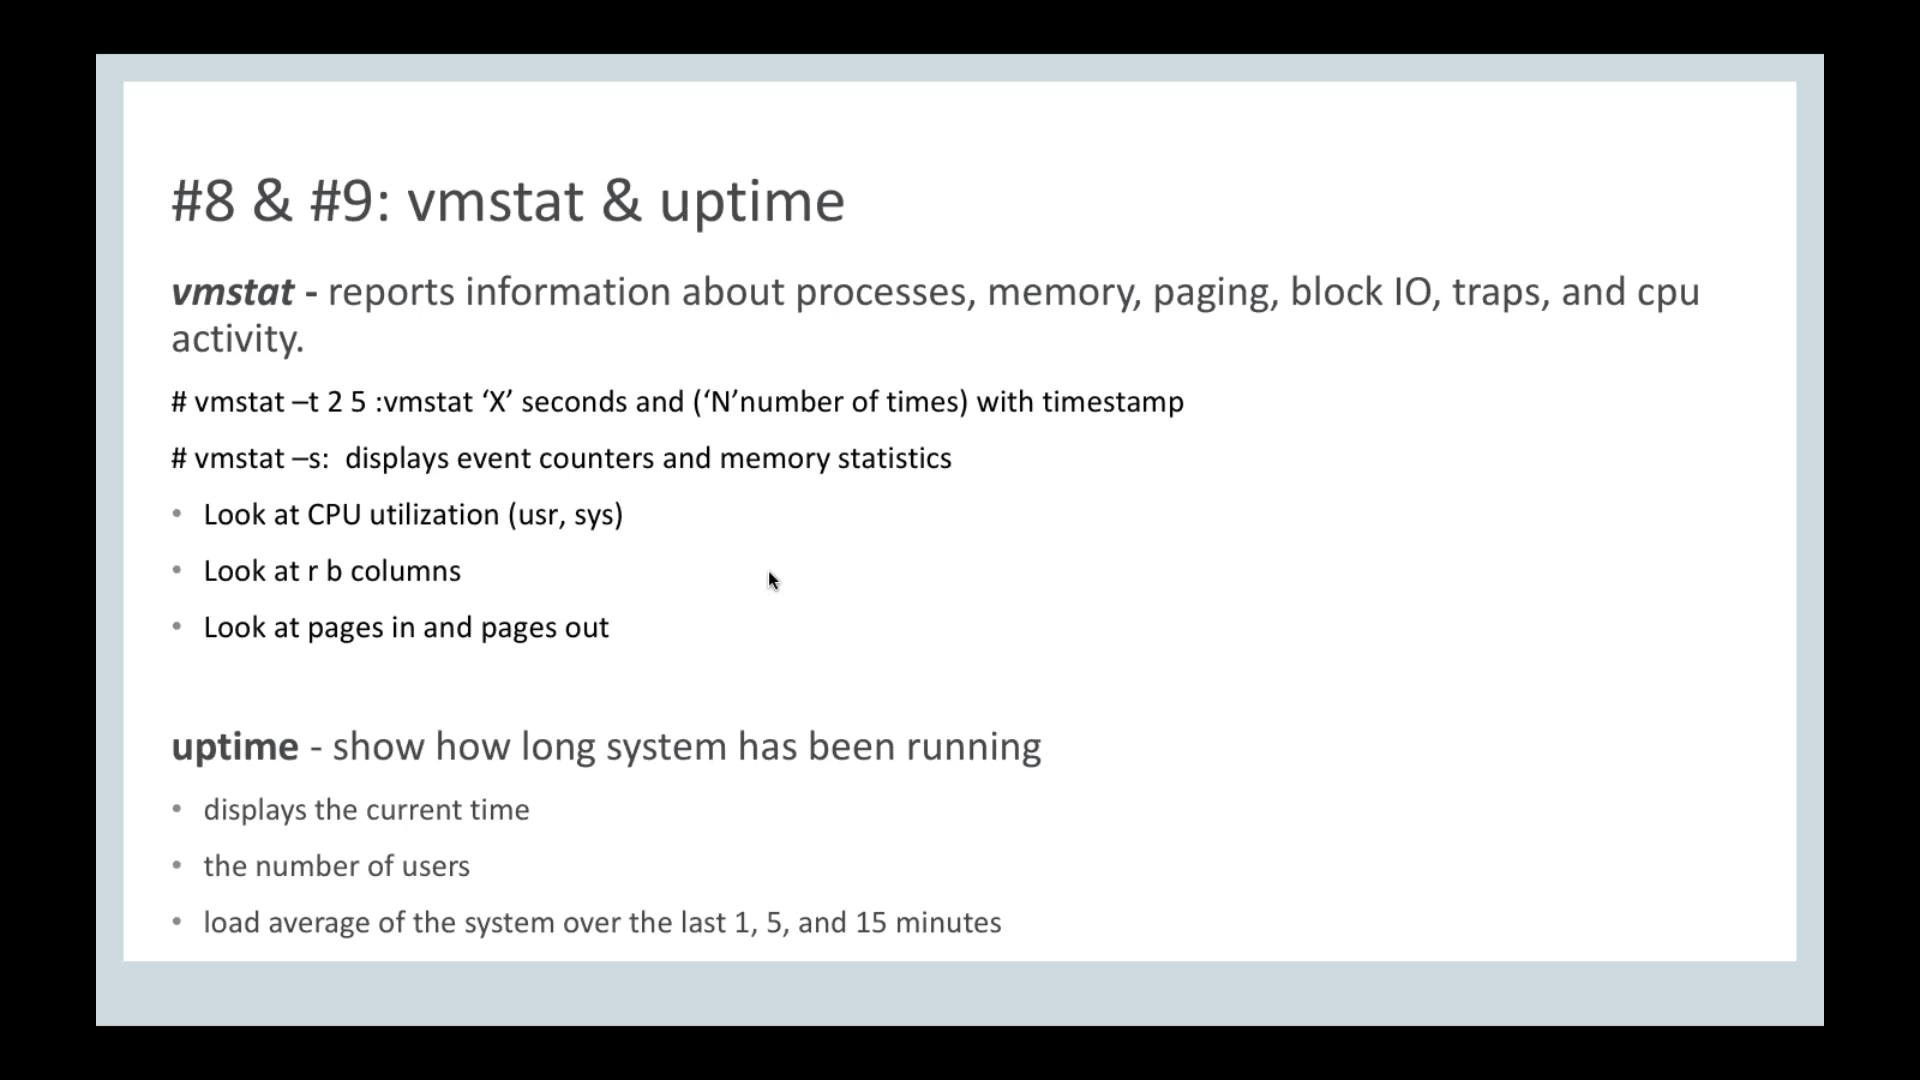 #8 & #9: vmstat & uptime
vmstat - reports information about processes, memory, paging, block IO, traps, and cpu
activity.
# vmstat –t 2 5 :vmstat ‘X’ seconds and (‘N’number of times) with timestamp
# vmstat –s:  displays event counters and memory statistics
• Look at CPU utilization (usr, sys)
• Look at r b columns
• Look at pages in and pages out
uptime - show how long system has been running
• displays the current time
• the number of users
• load average of the system over the last 1, 5, and 15 minutes